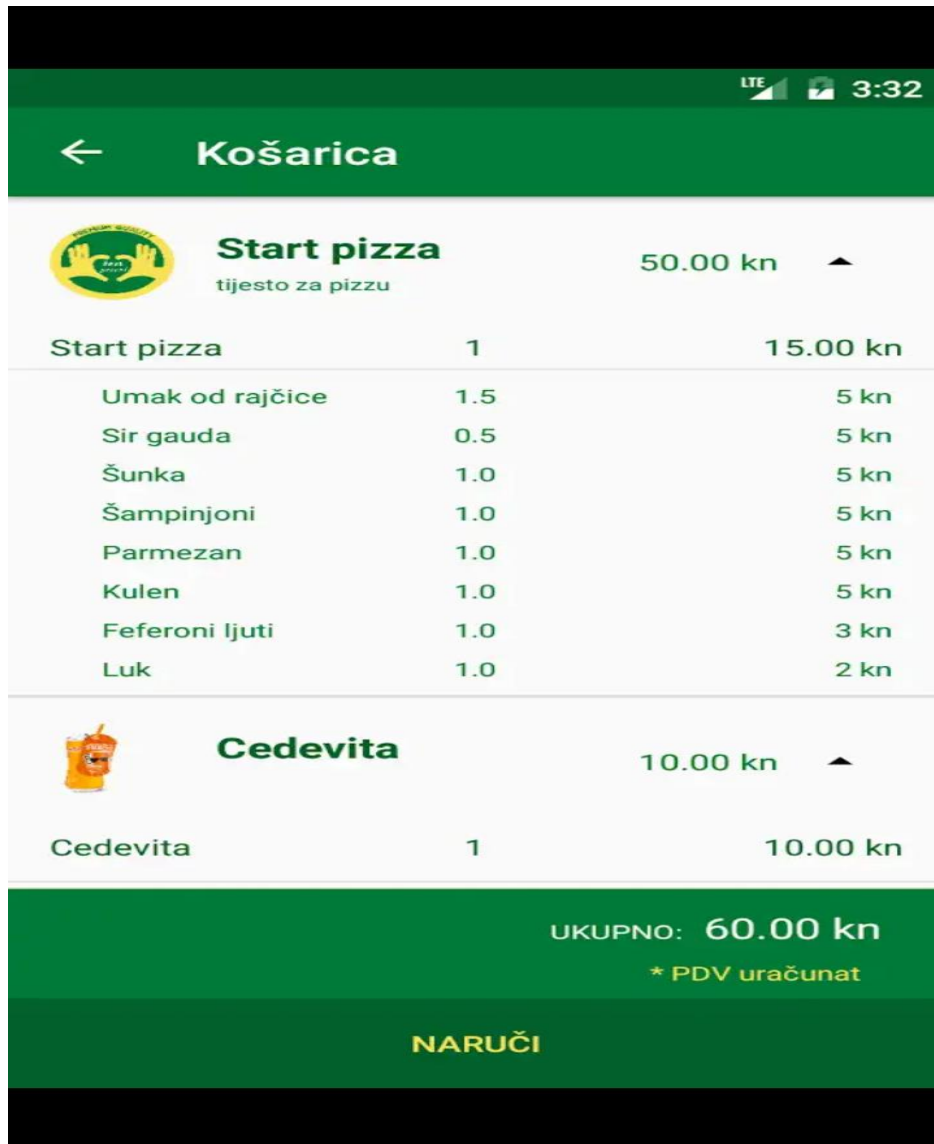 LTE 3:32
Košarica
PREMIUM QUALITY
Start pizza 50.00 kn
tijesto za pizzu
Start pizza 1 15.00 kn
Umak od rajčice 1.5 5 kn
Sir gauda 0.5 5 kn
Šunka 1.0 5 kn
Šampinjoni 1.0 5 kn
Parmezan 1.0 5 kn
Kulen 1.0 5 kn
Feferoni ljuti 1.0 3 kn
Luk 1.0 2 kn
Cedevita 10.00 kn
Cedevita 1 10.00 kn
UKUPNO: 60.00 kn
* PDV uračunat
NARUČI